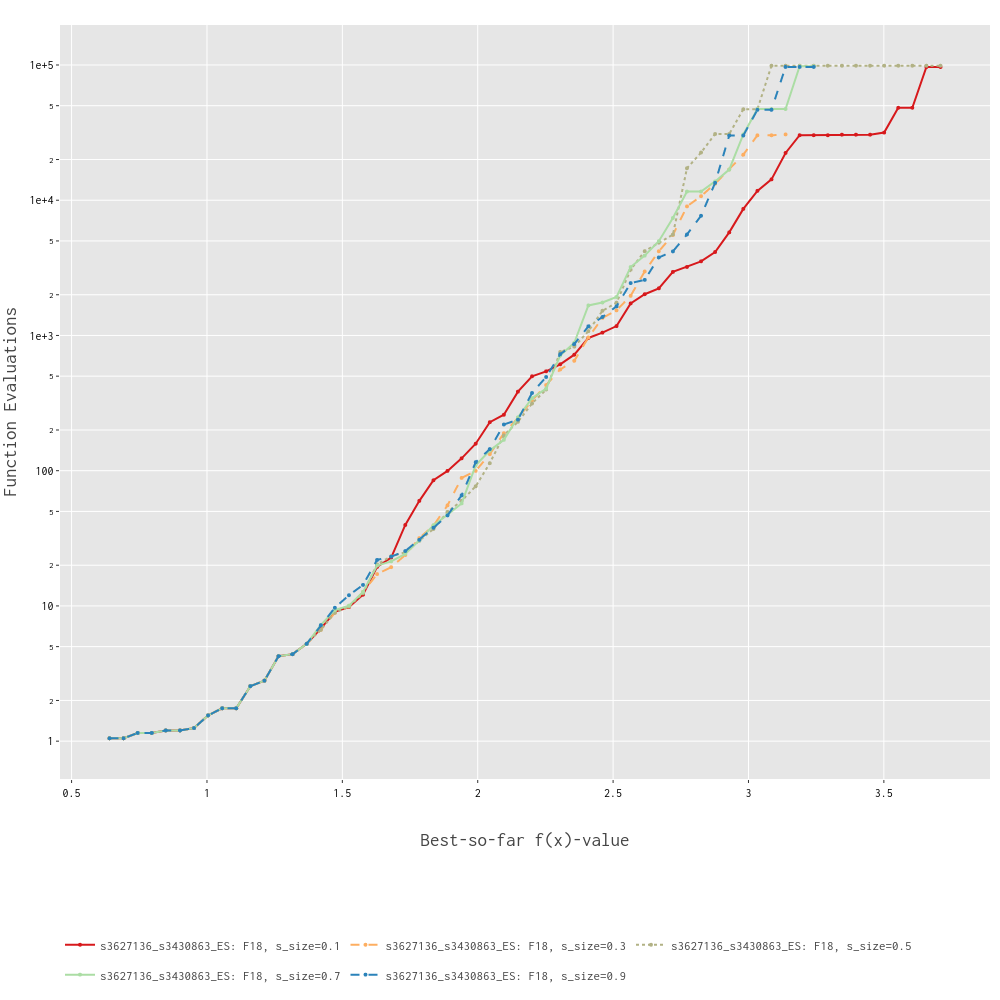 1e+5
5
2
1e+4
5
2
1e+3
5
2
100
5
2
10
5
2
1
Function Evaluations
0.5 1 1.5 2 2.5 3 3.5
Best-so-far f(x)-value
s3627136_s3430863_ES: F18, s_size=0.1 s3627136_s3430863_ES: F18, s_size=0.3 s3627136_s3430863_ES: F18, s_size=0.5
s3627136_s3430863_ES: F18, s_size=0.7 s3627136_s3430863_ES: F18, s_size=0.9